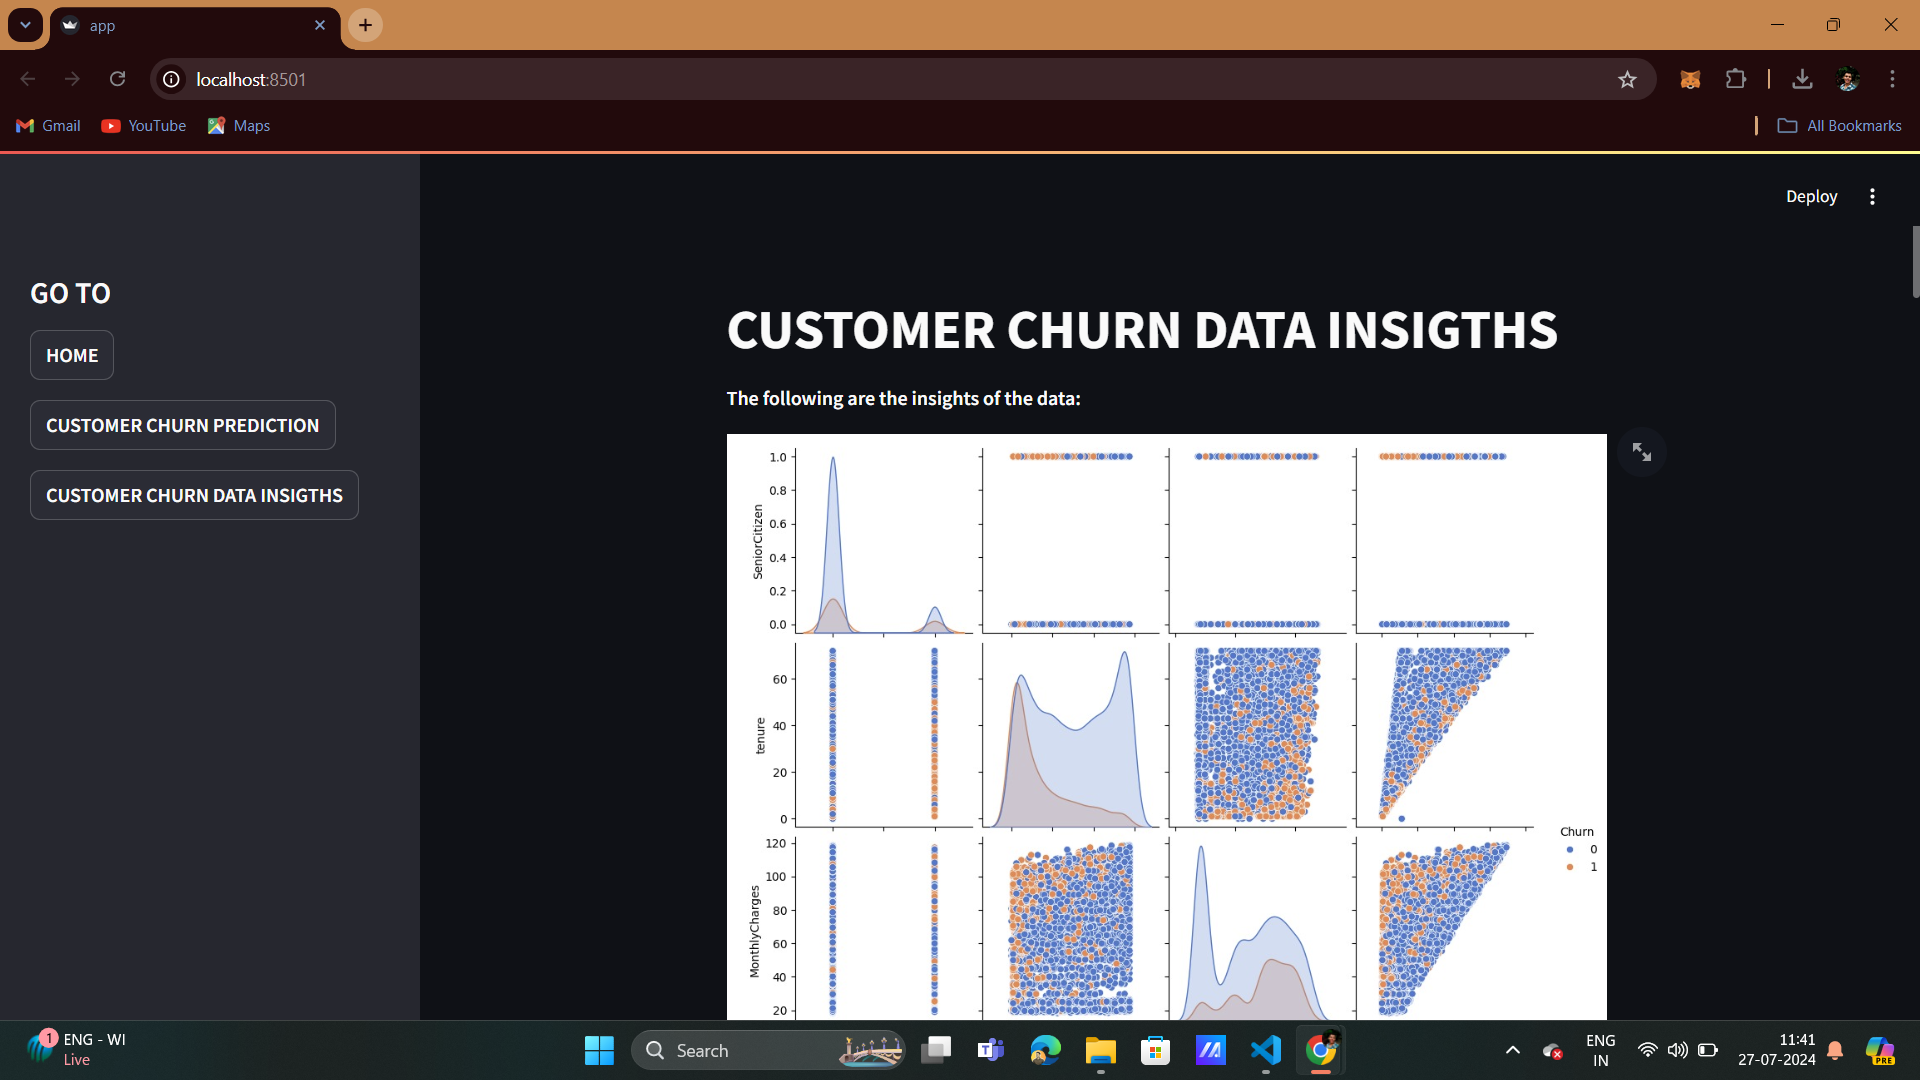 app
localhost:8501
Gmail
YouTube
Maps
All Bookmarks
Deploy
GO TO
HOME
CUSTOMER CHURN PREDICTION
CUSTOMER CHURN DATA INSIGTHS
CUSTOMER CHURN DATA INSIGTHS
The following are the insights of the data:
1.0
0.8
0.6
0.4
0.2
0.0
SeniorCitizen
60
40
20
0
tenure
120
100
80
60
40
20
MonthlyCharges
Churn
0
1
1
ENG - WI
Live
Search
ENG
IN
11:41
27-07-2024
PRE